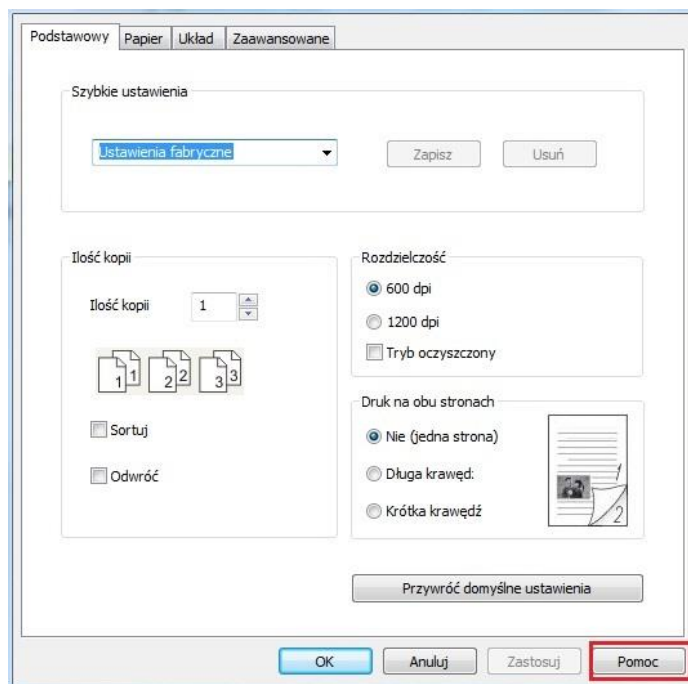 Podstawowy Papier Układ Zaawansowane
Szybkie ustawienia
Ustawienia fabryczne Zapisz Usuń
Ilość kopii
Ilość kopii 1
1 1 2 2 3 3
Sortuj
Odwróć
Rozdzielczość
600 dpi
1200 dpi
Tryb oczyszczony
Druk na obu stronach
Nie (jedna strona)
Długa krawęd:
Krótka krawędź
1
2
Przywróć domyślne ustawienia
OK Anuluj Zastosuj Pomoc